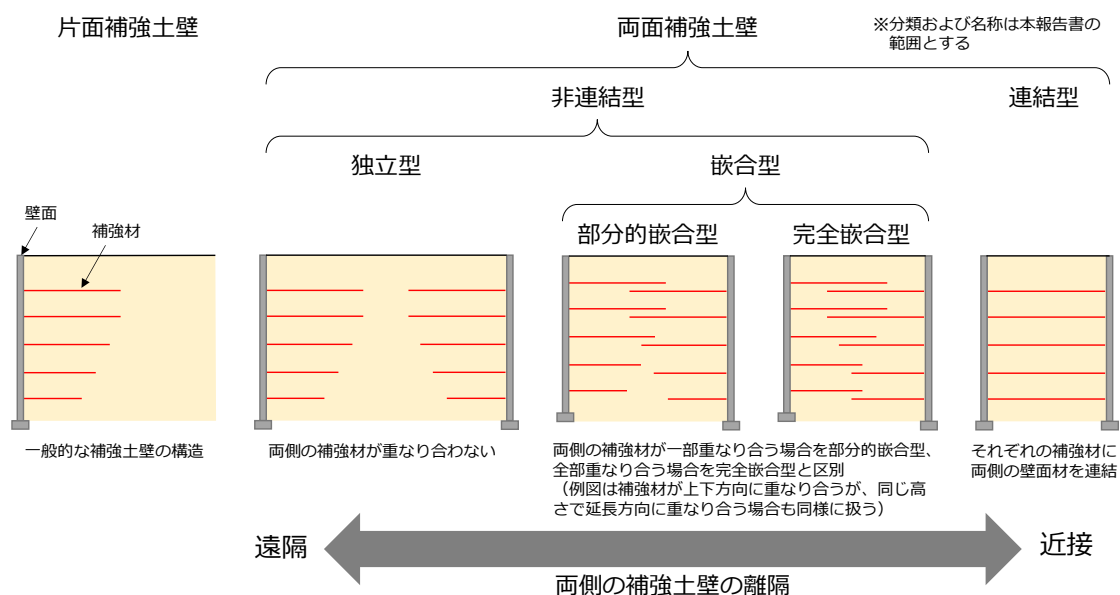 片面補強土壁
両面補強土壁
※分類および名称は本報告書の
範囲とする
非連結型
連結型
独立型
嵌合型
壁面
補強材
部分的嵌合型
完全嵌合型
一般的な補強土壁の構造
両側の補強材が重なり合わない
両側の補強材が一部重なり合う場合を部分的嵌合型、
全部重なり合う場合を完全嵌合型と区別
（例図は補強材が上下方向に重なり合うが、同じ高
さで延長方向に重なり合う場合も同様に扱う）
それぞれの補強材に
両側の壁面材を連結
遠隔
近接
両側の補強土壁の離隔